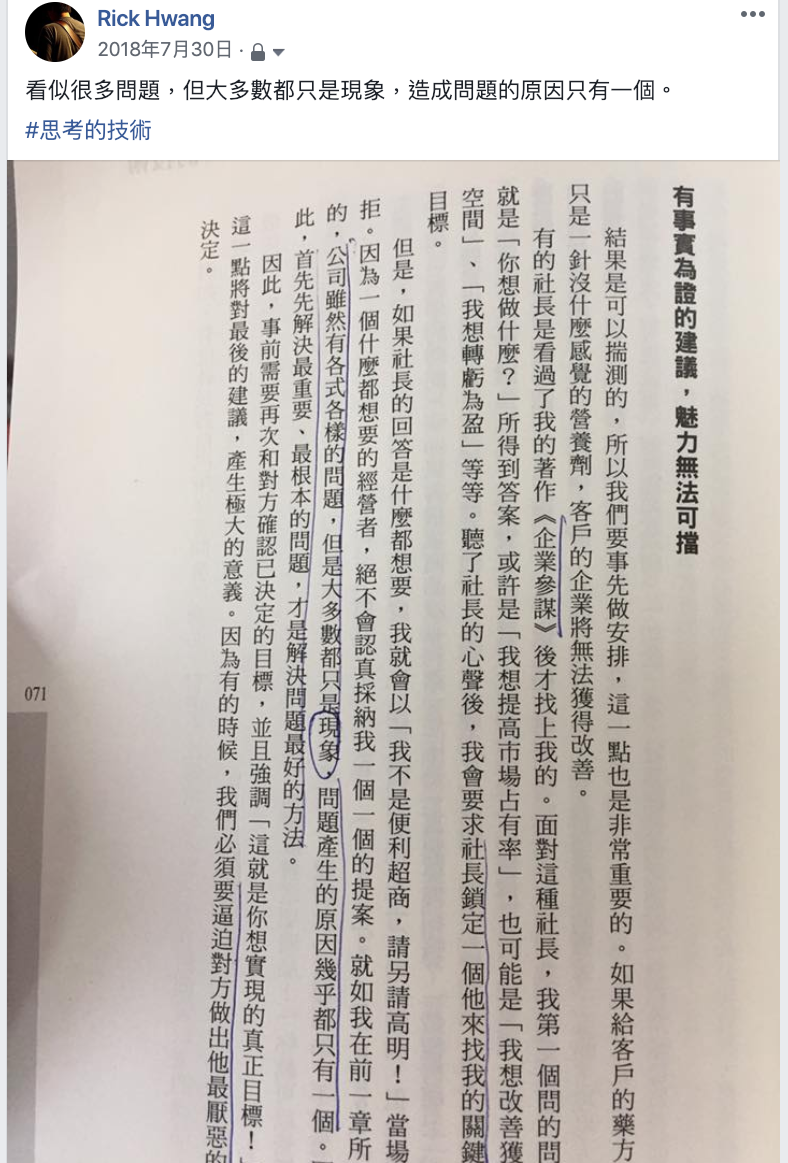 Rick Hwang
2018年7月30日
看似很多問題，但大多數都只是現象，造成問題的原因只有一個。
#思考的技術
有事實為證的建議，魅力無法可擋
結果是可以揣測的，所以我們要事先做安排，這一點也是非常重要的。如果給客戶的藥方
只是一針沒什麼感覺的營養劑，客戶的企業將無法獲得改善。
有的社長是看過了我的著作《企業參謀》後才找上我的。面對這種社長，我第一個問的問
就是「你想做什麼？」所得到答案，或許是「我想提高市場占有率」，也可能是「我想改善獲
空間」、「我想轉虧為盈」等等。聽了社長的心聲後，我會要求社長鎖定一個他來找我的關鍵
目標。
但是，如果社長的回答是什麼都想要，我就會以「我不是便利超商，請另請高明！」當場
拒。因為一個什麼都想要的經營者，絕不會認真採納我一個一個的提案。就如我在前一章所
的，公司雖然有各式各樣的問題，但是大多數都只是現象，問題產生的原因幾乎都只有一個。
此，首先先解決最重要、最根本的問題，才是解決問題最好的方法。
因此，事前需要再次和對方確認已決定的目標，並且強調「這就是你想實現的真正目標！」
這一點將對最後的建議，產生極大的意義。因為有的時候，我們必須要逼迫對方做出他最厭惡的
決定。
071